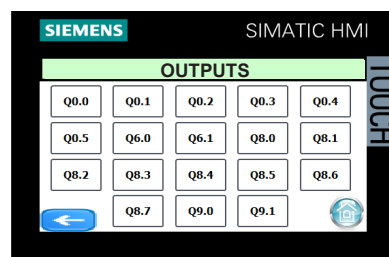 SIEMENS SIMATIC HMI
TOUCH
OUTPUTS
Q0.0 Q0.1 Q0.2 Q0.3 Q0.4
Q0.5 Q6.0 Q6.1 Q8.0 Q8.1
Q8.2 Q8.3 Q8.4 Q8.5 Q8.6
Q8.7 Q9.0 Q9.1